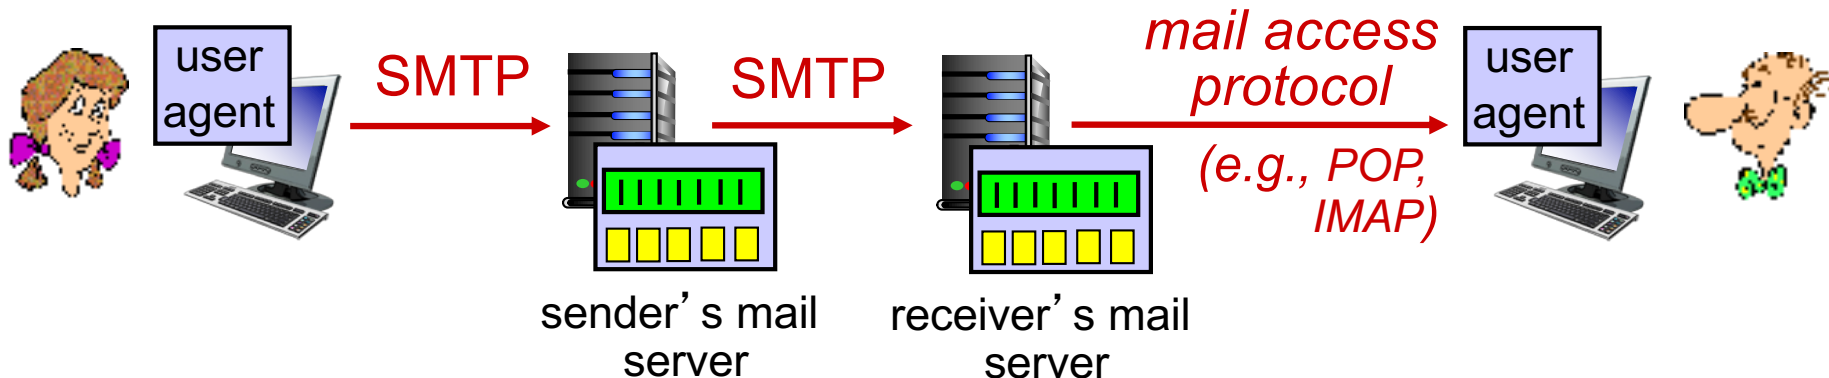 user
agent
SMTP
SMTP
mail access
protocol
(e.g., POP,
IMAP)
user
agent
sender’s mail
server
receiver’s mail
server